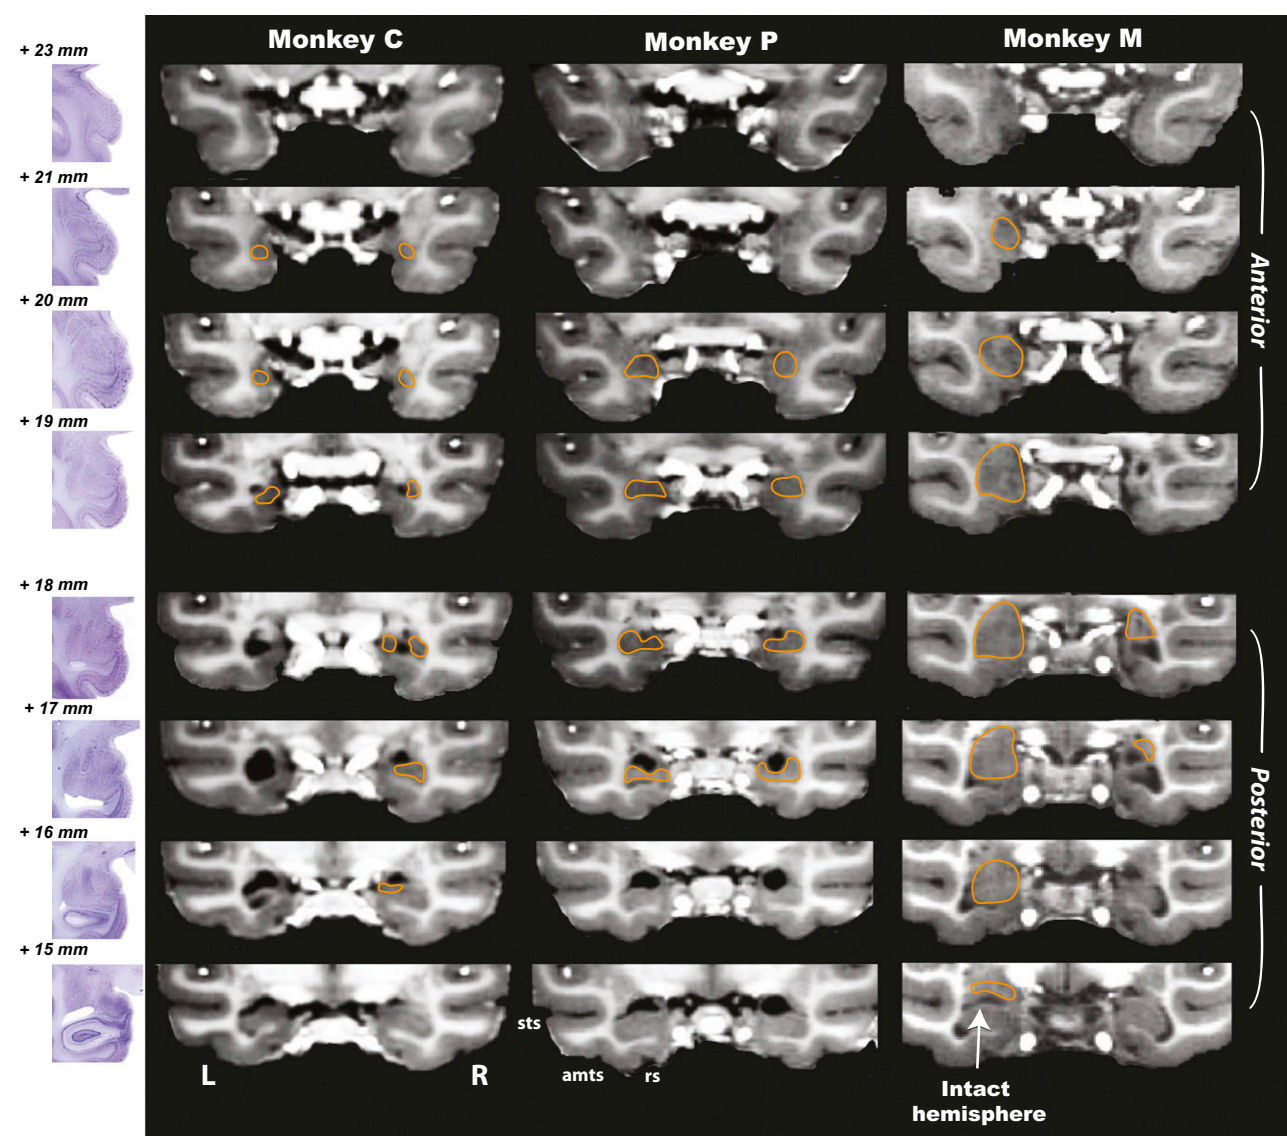 Monkey C
Monkey P
Monkey M
+ 23 mm
+ 21 mm
+ 20 mm
+ 19 mm
Anterior
+ 18 mm
+ 17 mm
+ 16 mm
+ 15 mm
Posterior
sts
amts
rs
L
R
Intact
hemisphere